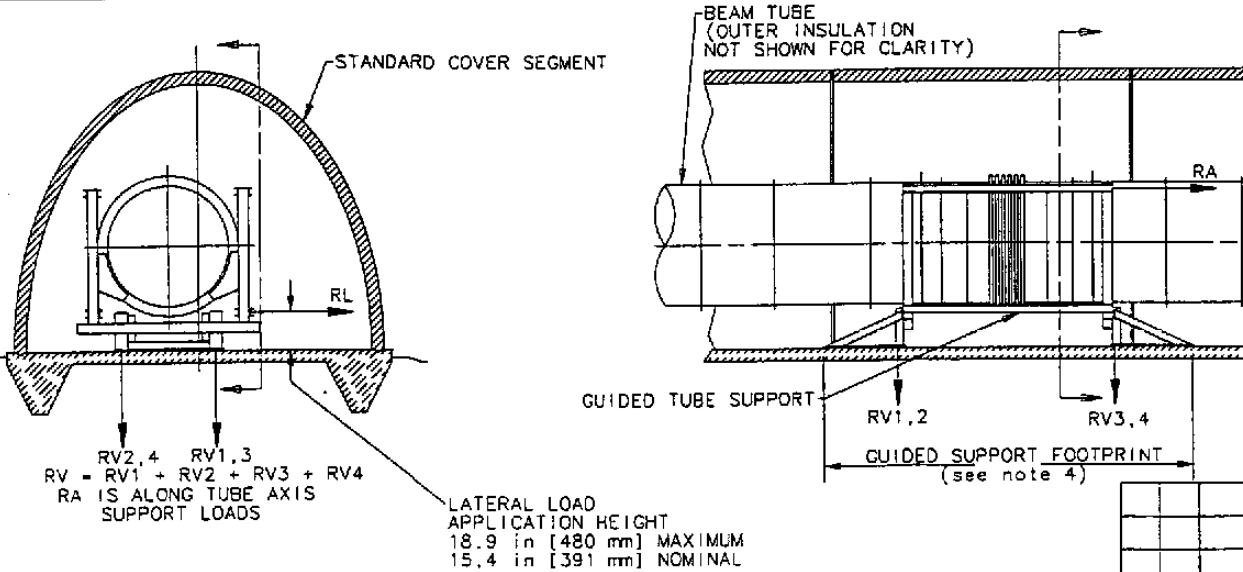 BEAM TUBE
(OUTER INSULATION
NOT SHOWN FOR CLARITY)
STANDARD COVER SEGMENT
RA
RL
GUIDED TUBE SUPPORT
RV1,2
RV3,4
GUIDED SUPPORT FOOTPRINT
(see note 4)
RV2,4
RV1,3
RV = RV1 + RV2 + RV3 + RV4
RA IS ALONG TUBE AXIS
SUPPORT LOADS
LATERAL LOAD
APPLICATION HEIGHT
18.9 in [480 mm] MAXIMUM
15.4 in [391 mm] NOMINAL